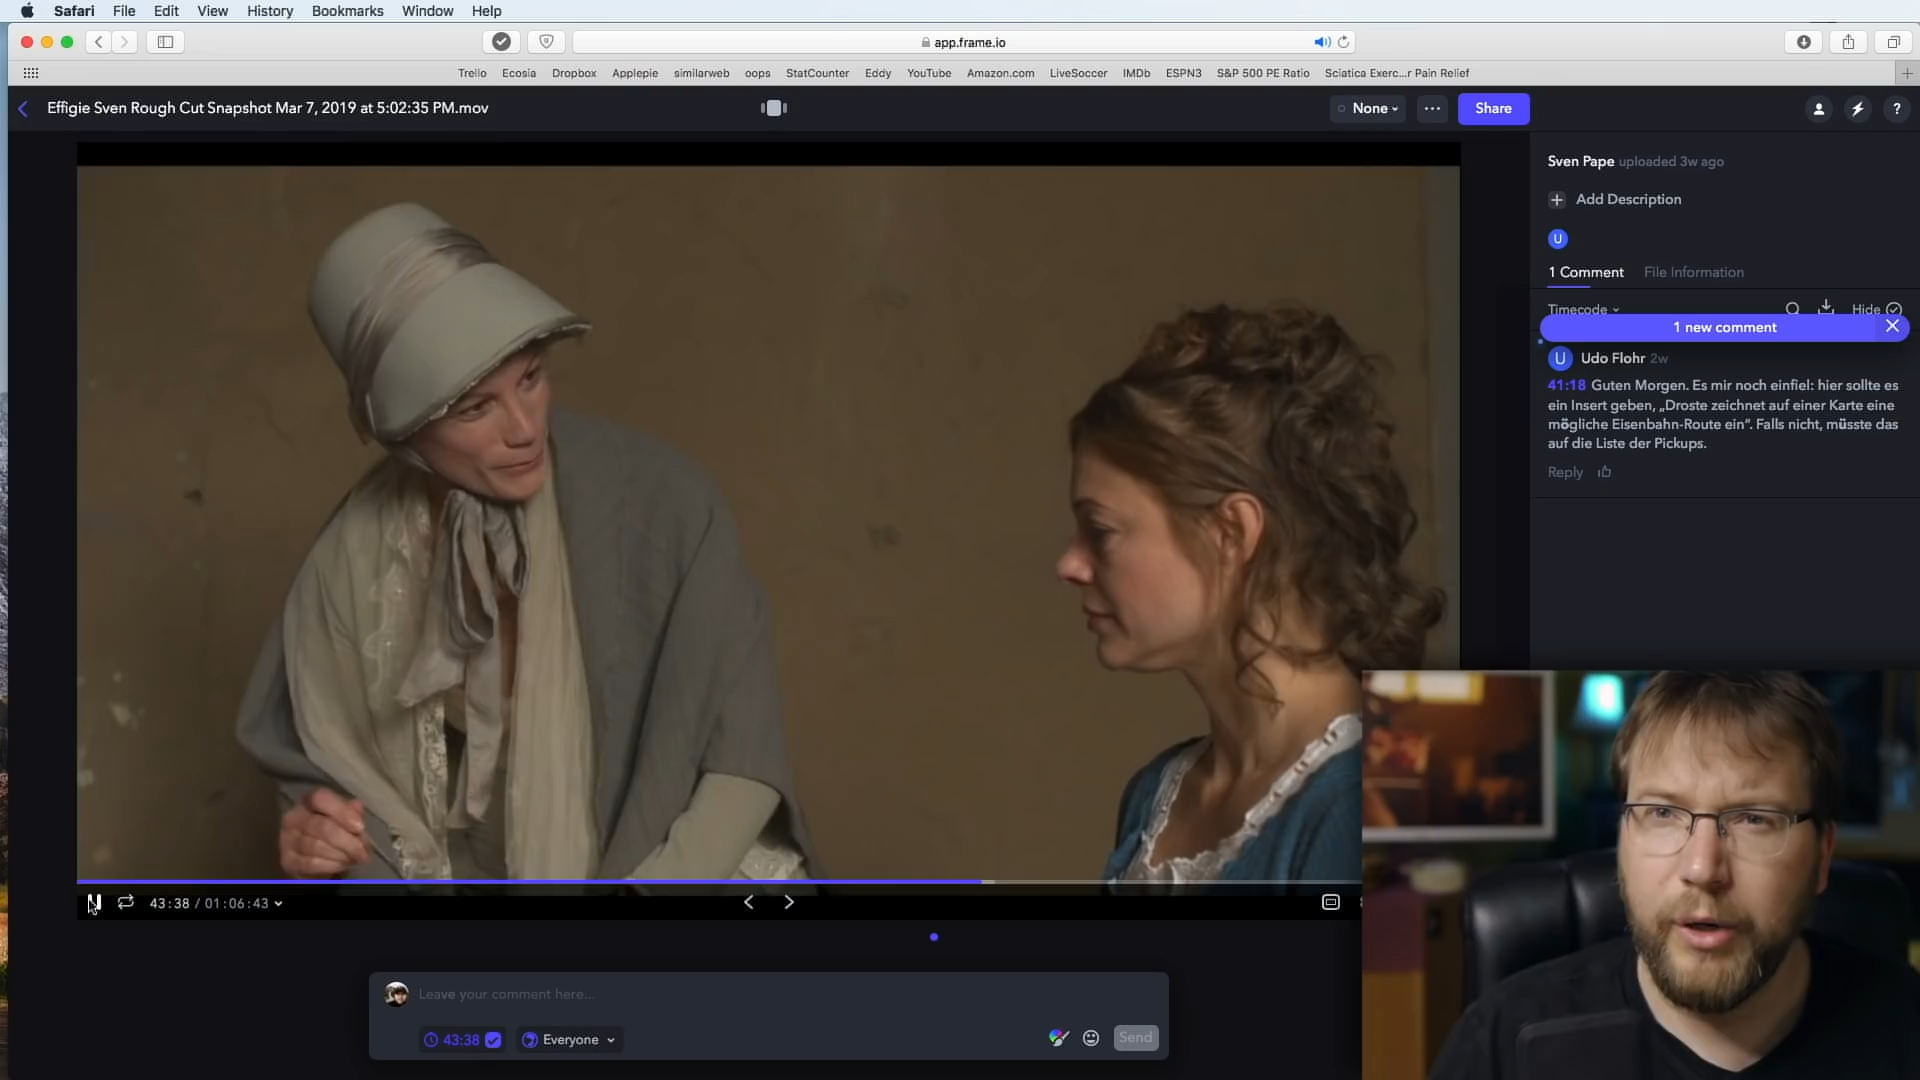 Safari File Edit View History Bookmarks Window Help
app.frame.io
Trello Ecosia Dropbox Applepie similarweb oops StatCounter Eddy YouTube Amazon.com LiveSoccer IMDb ESPN3 S&P 500 PE Ratio Sciatica Exerc...r Pain Relief
Effigie Sven Rough Cut Snapshot Mar 7, 2019 at 5:02:35 PM.mov
None
Share
?
Sven Pape uploaded 3w ago
Add Description
U
1 Comment File Information
Timecode
Hide
1 new comment
U Udo Flohr 2w
41:18 Guten Morgen. Es mir noch einfiel: hier sollte es
ein Insert geben, „Droste zeichnet auf einer Karte eine
mögliche Eisenbahn-Route ein“. Falls nicht, müsste das
auf die Liste der Pickups.
Reply
43:38 / 01:06:43
Leave your comment here...
43:38
Everyone
Send